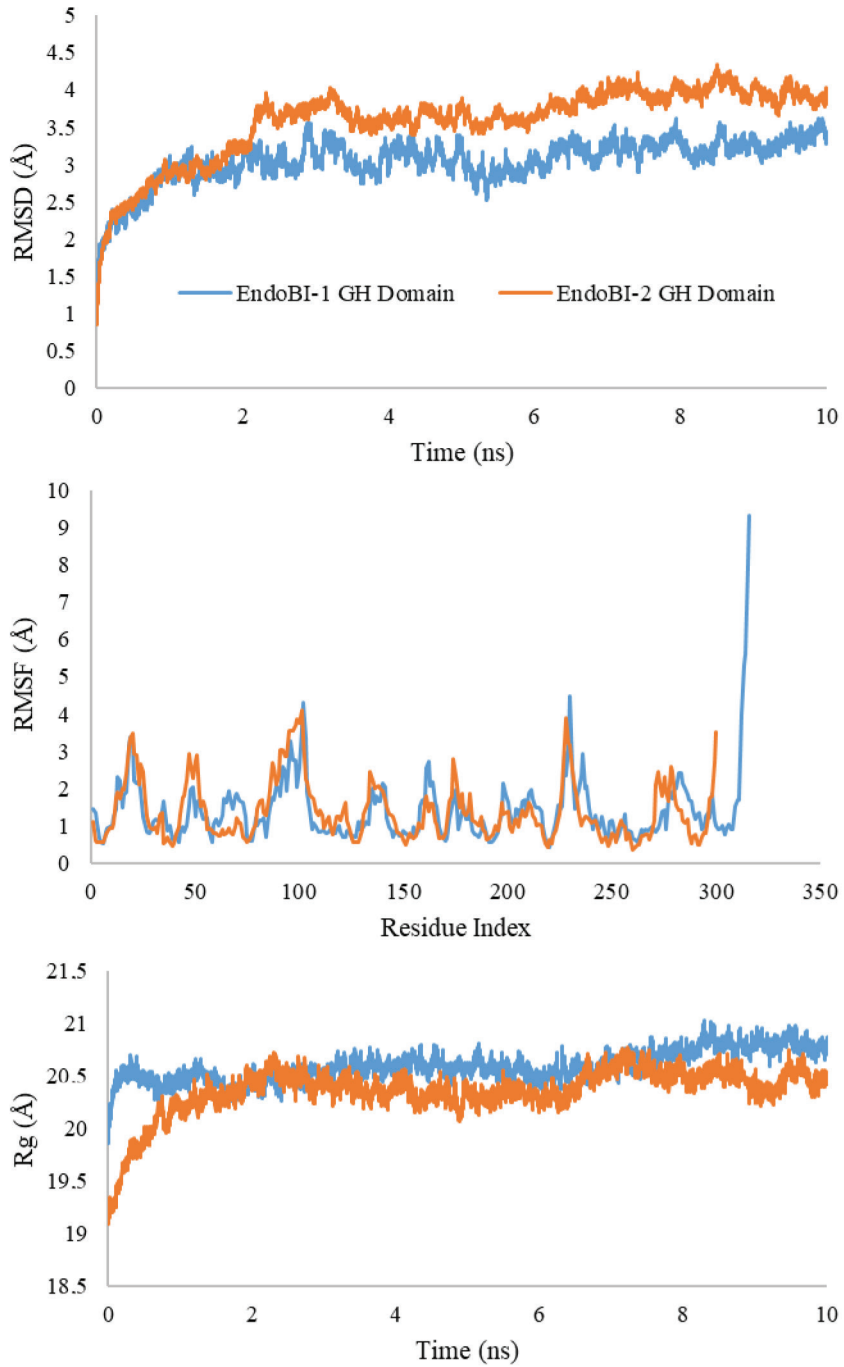 5
4.5
4
3.5
3
2.5
2
1.5
1
0.5
0
RMSD (Å)
EndoBI-1 GH Domain EndoBI-2 GH Domain
0 2 4 6 8 10
Time (ns)
10
9
8
7
6
5
4
3
2
1
0
RMSF (Å)
0 50 100 150 200 250 300 350
Residue Index
21.5
21
20.5
20
19.5
19
18.5
Rg (Å)
0 2 4 6 8 10
Time (ns)